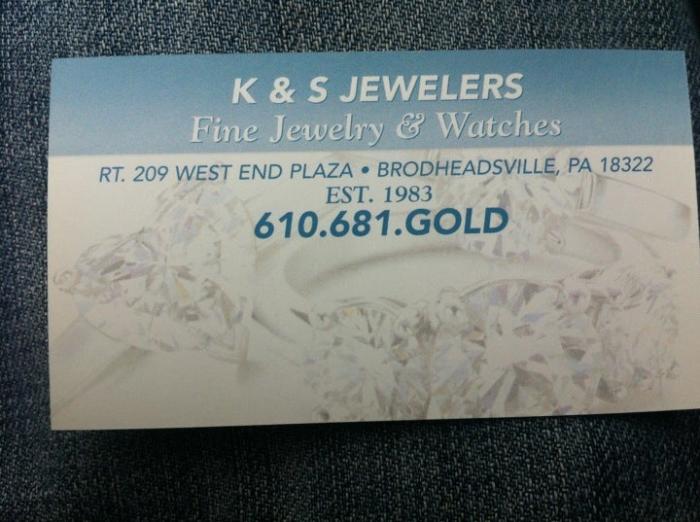 K & S JEWELERS
Fine Jewelry & Watches
RT. 209 WEST END PLAZA • BRODHEADSVILLE, PA 18322
EST. 1983
610.681.GOLD